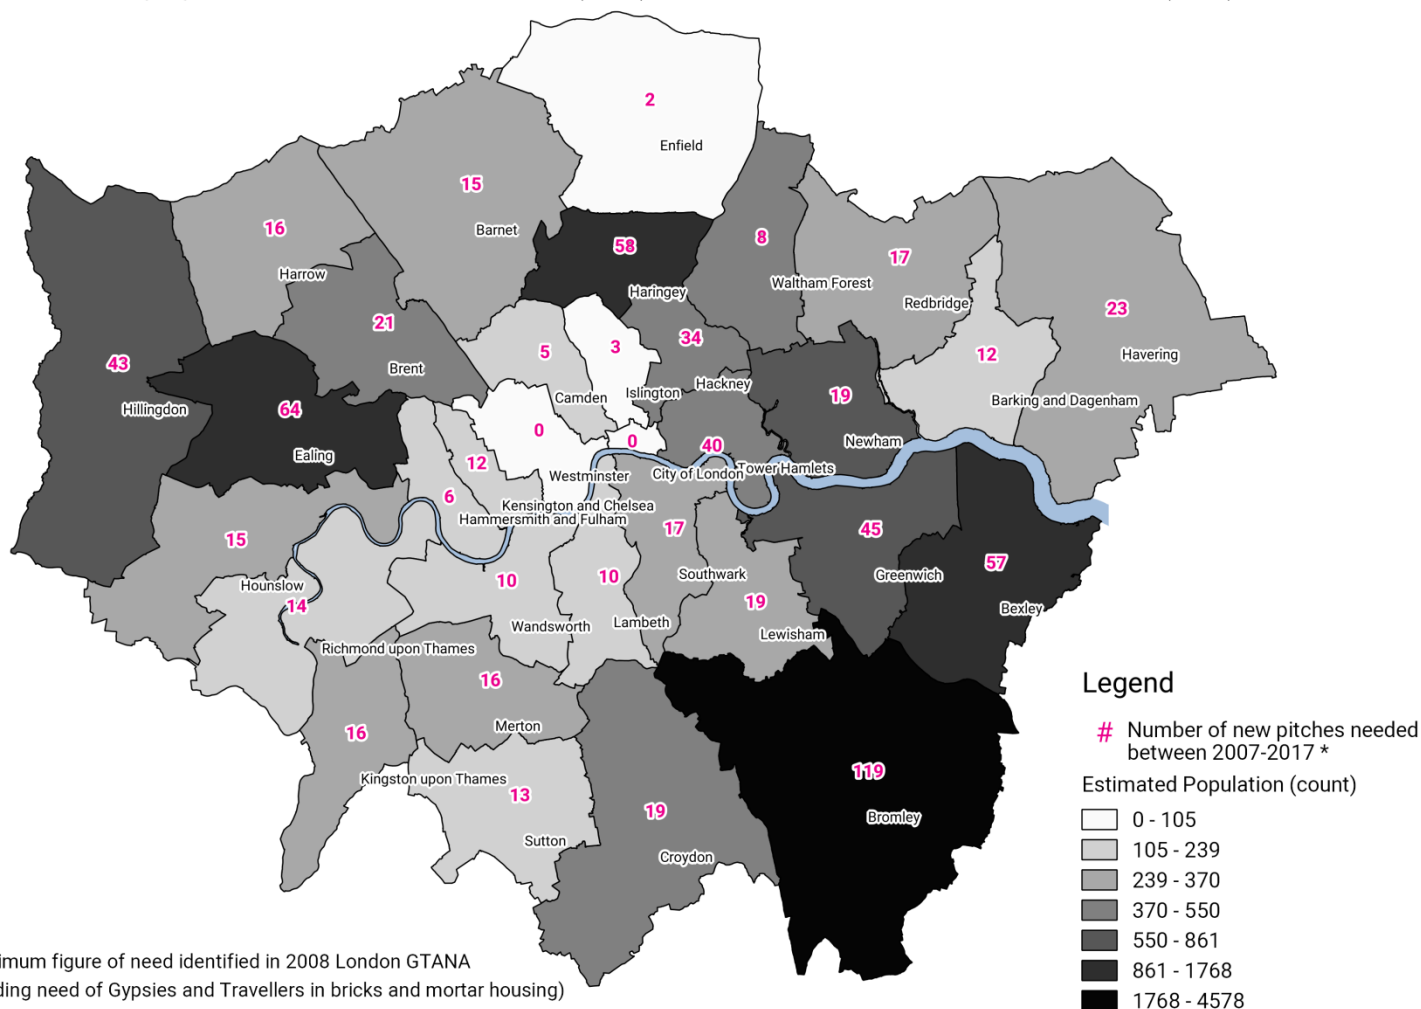 2
Enfield
15
Barnet
16
Harrow
58
Haringey
8
Waltham Forest
17
Redbridge
23
Havering
21
Brent
43
Hillingdon
64
Ealing
5
Camden
3
Islington
34
Hackney
19
Newham
12
Barking and Dagenham
0
Westminster
0
City of London
40
Tower Hamlets
12
Kensington and Chelsea
6
Hammersmith and Fulham
15
Hounslow
14
Richmond upon Thames
10
Wandsworth
10
Lambeth
17
Southwark
19
Lewisham
45
Greenwich
57
Bexley
16
Merton
16
Kingston upon Thames
13
Sutton
19
Croydon
119
Bromley
Legend
# Number of new pitches needed
between 2007-2017 *
Estimated Population (count)
0 - 105
105 - 239
239 - 370
370 - 550
550 - 861
861 - 1768
1768 - 4578
figure of need identified in 2008 London GTANA
need of Gypsies and Travellers in bricks and mortar housing)